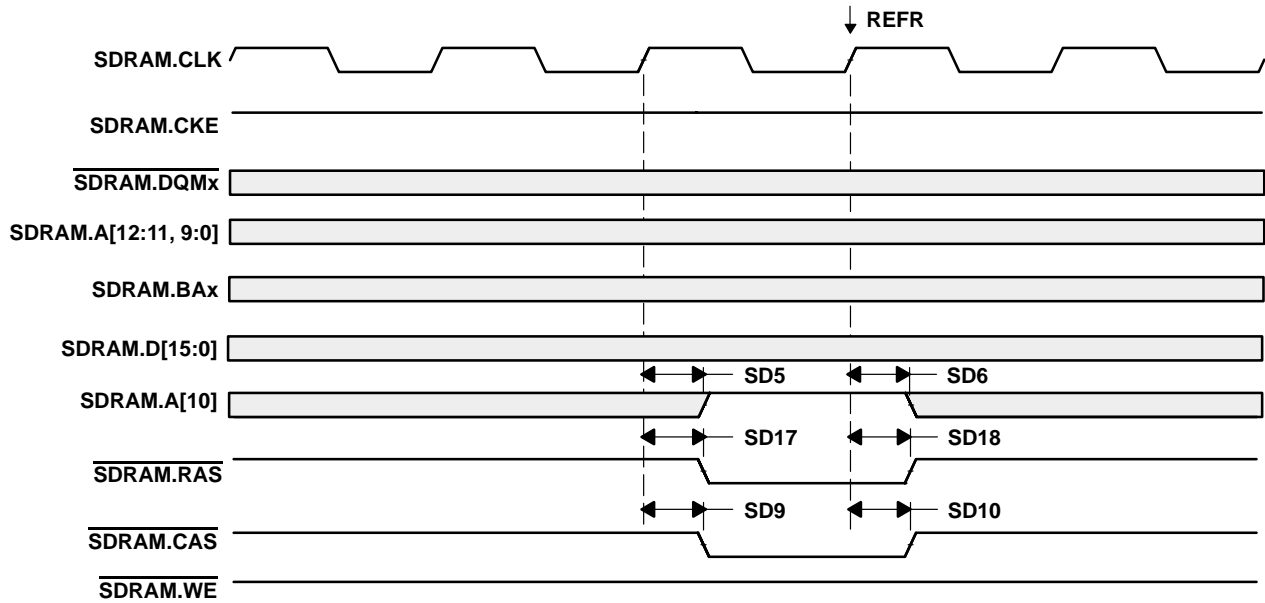 REFR
SDRAM.CLK
SDRAM.CKE
SDRAM.DQMx
SDRAM.A[12:11, 9:0]
SDRAM.BAx
SDRAM.D[15:0]
SD5 SD6
SDRAM.A[10]
SD17 SD18
SDRAM.RAS
SD9 SD10
SDRAM.CAS
SDRAM.WE